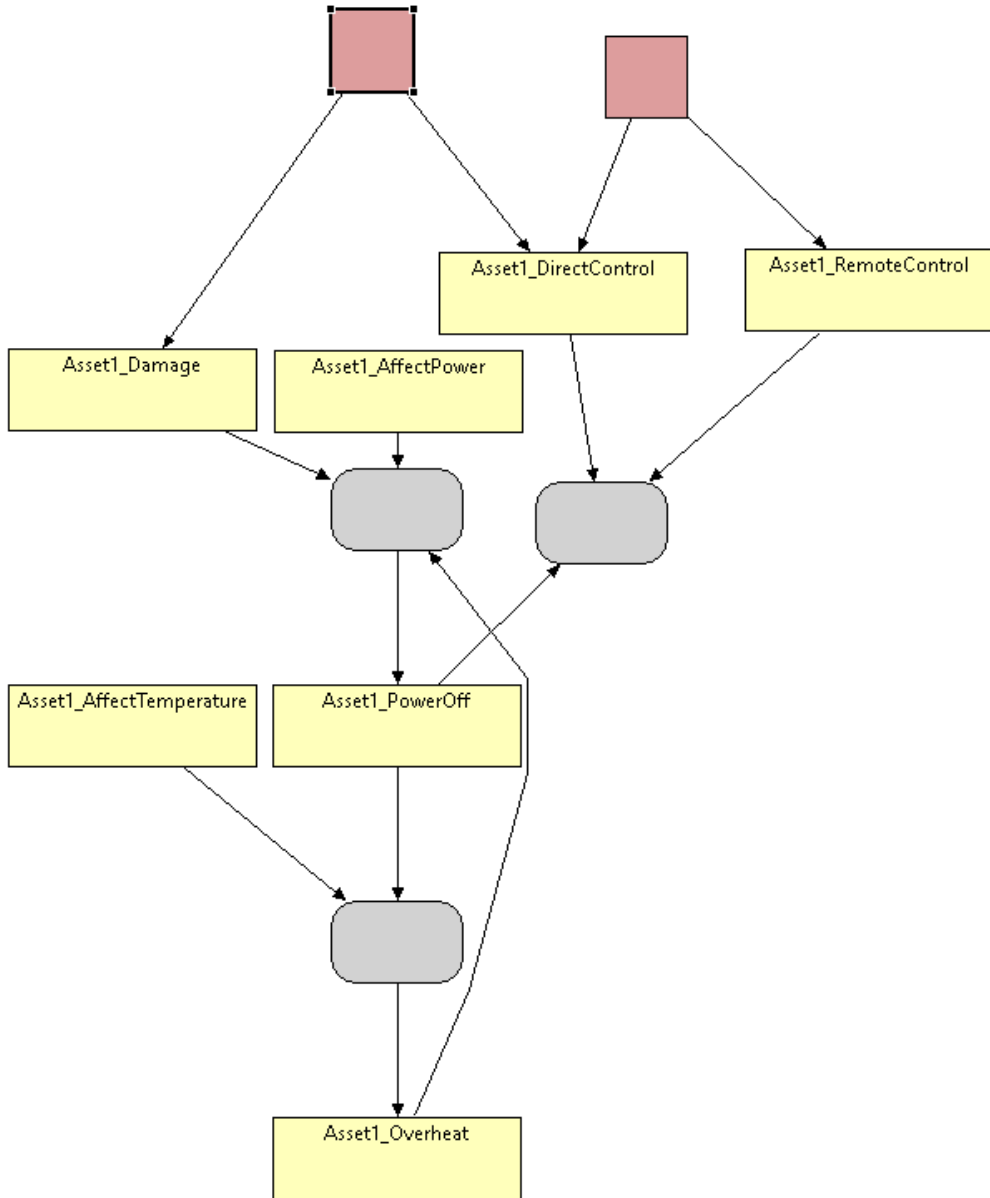 Asset1_DirectControl
Asset1_RemoteControl
Asset1_Damage
Asset1_AffectPower
Asset1_AffectTemperature
Asset1_PowerOff
Asset1_Overheat